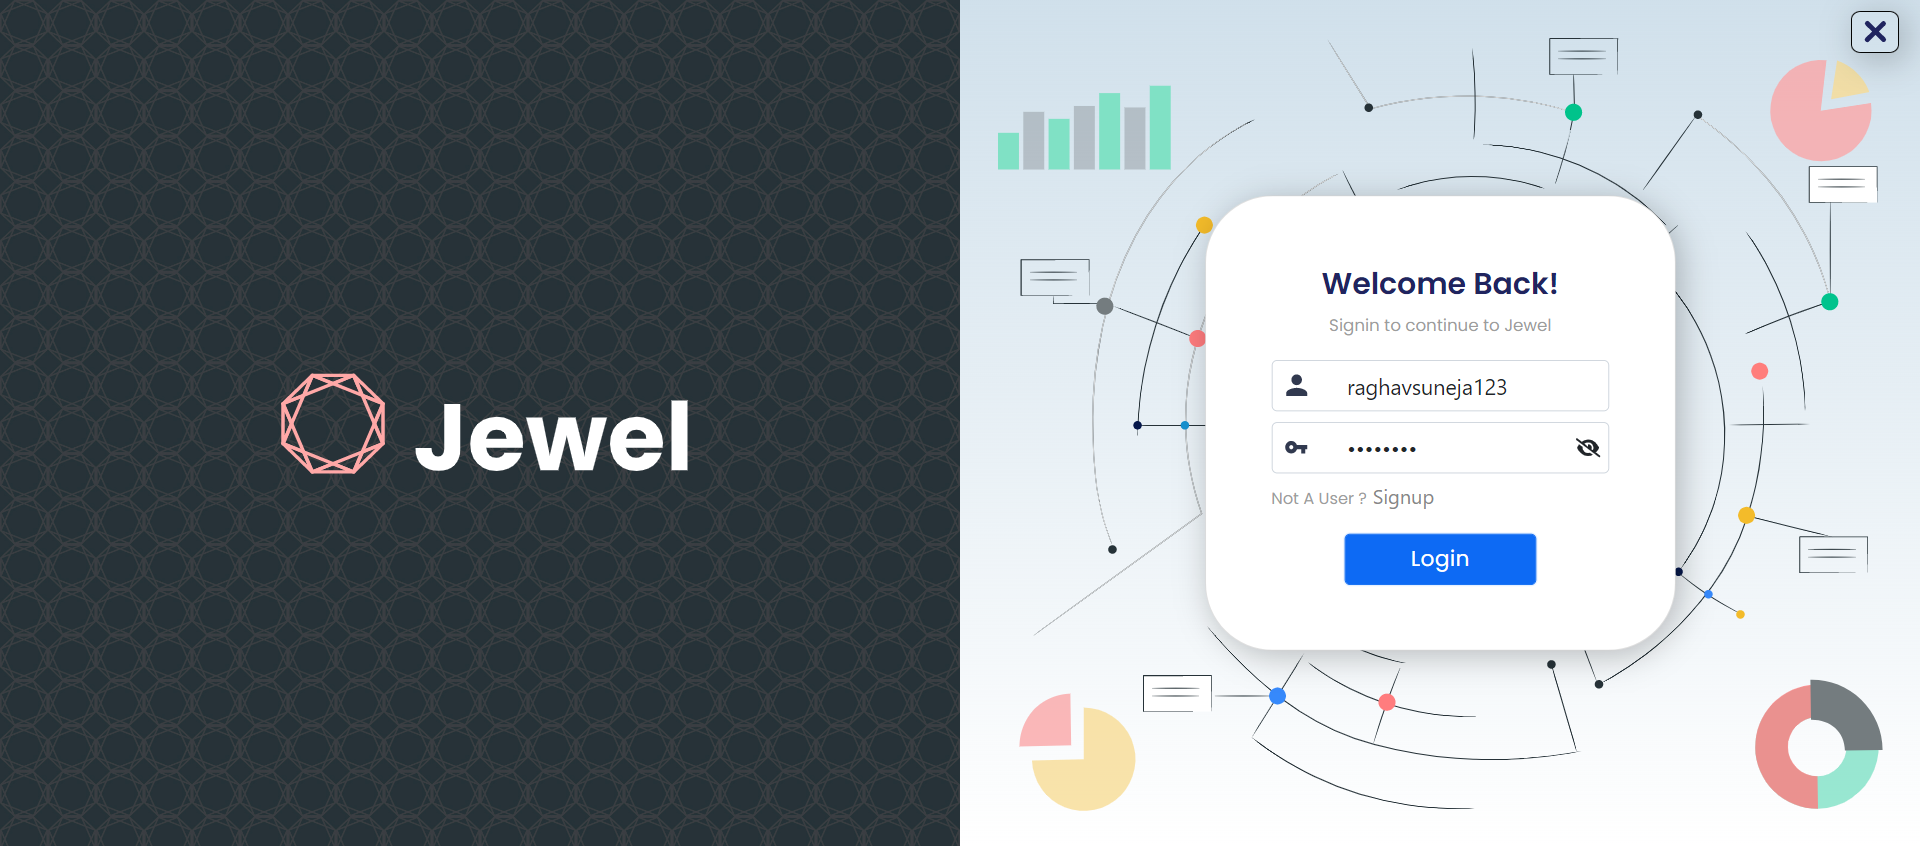 Jewel
Welcome Back!
Signin to continue to Jewel
raghavsuneja123
••••••••
Not A User ? Signup
Login